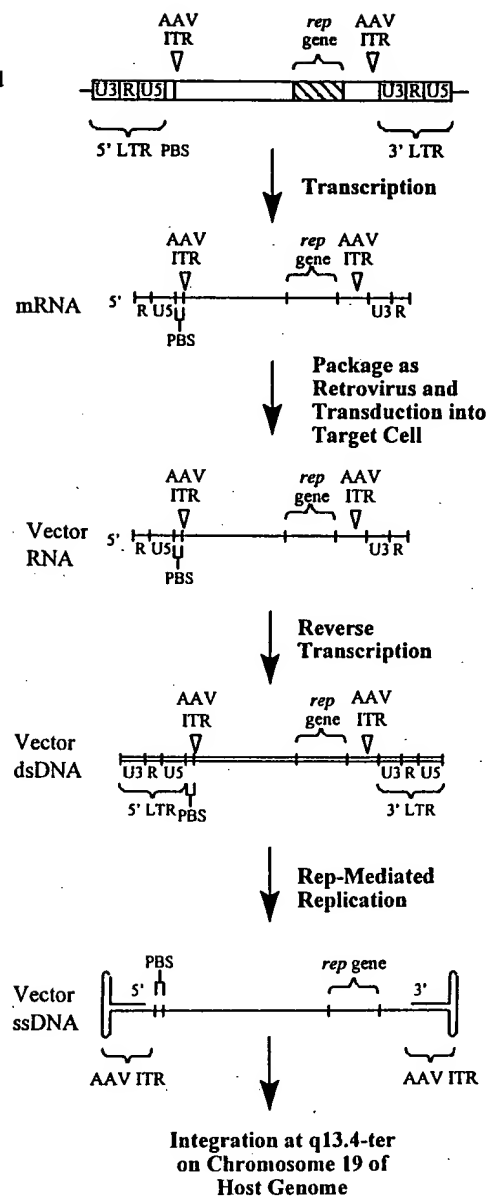 AAV rep AAV
ITR gene ITR
d
U3 R U5 U3 R U5
5' LTR PBS 3' LTR
Transcription
AAV rep AAV
ITR gene ITR
mRNA 5'
R U5 U3 R
PBS
Package as
Retrovirus and
Transduction into
Target Cell
AAV rep AAV
ITR gene ITR
Vector 5'
RNA R U5 U3 R
PBS
Reverse
Transcription
AAV rep AAV
ITR gene ITR
Vector
dsDNA
U3 R U5 U3 R U5
5' LTR PBS 3' LTR
Rep-Mediated
Replication
PBS rep gene
Vector 5' 3'
ssDNA
AAV ITR AAV ITR
Integration at q13.4-ter
on Chromosome 19 of
Host Genome